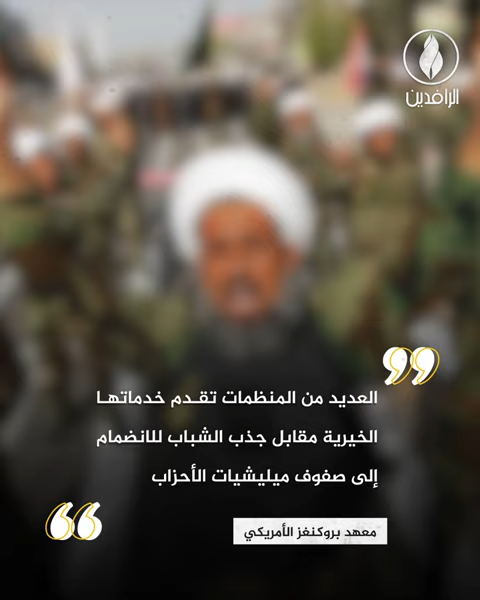 الرافدين
العديد من المنظمات تقدم خدماتها
الخيرية مقابل جذب الشباب للانضمام
إلى صفوف ميليشيات الأحزاب
معهد بروكنغز الأمريكي